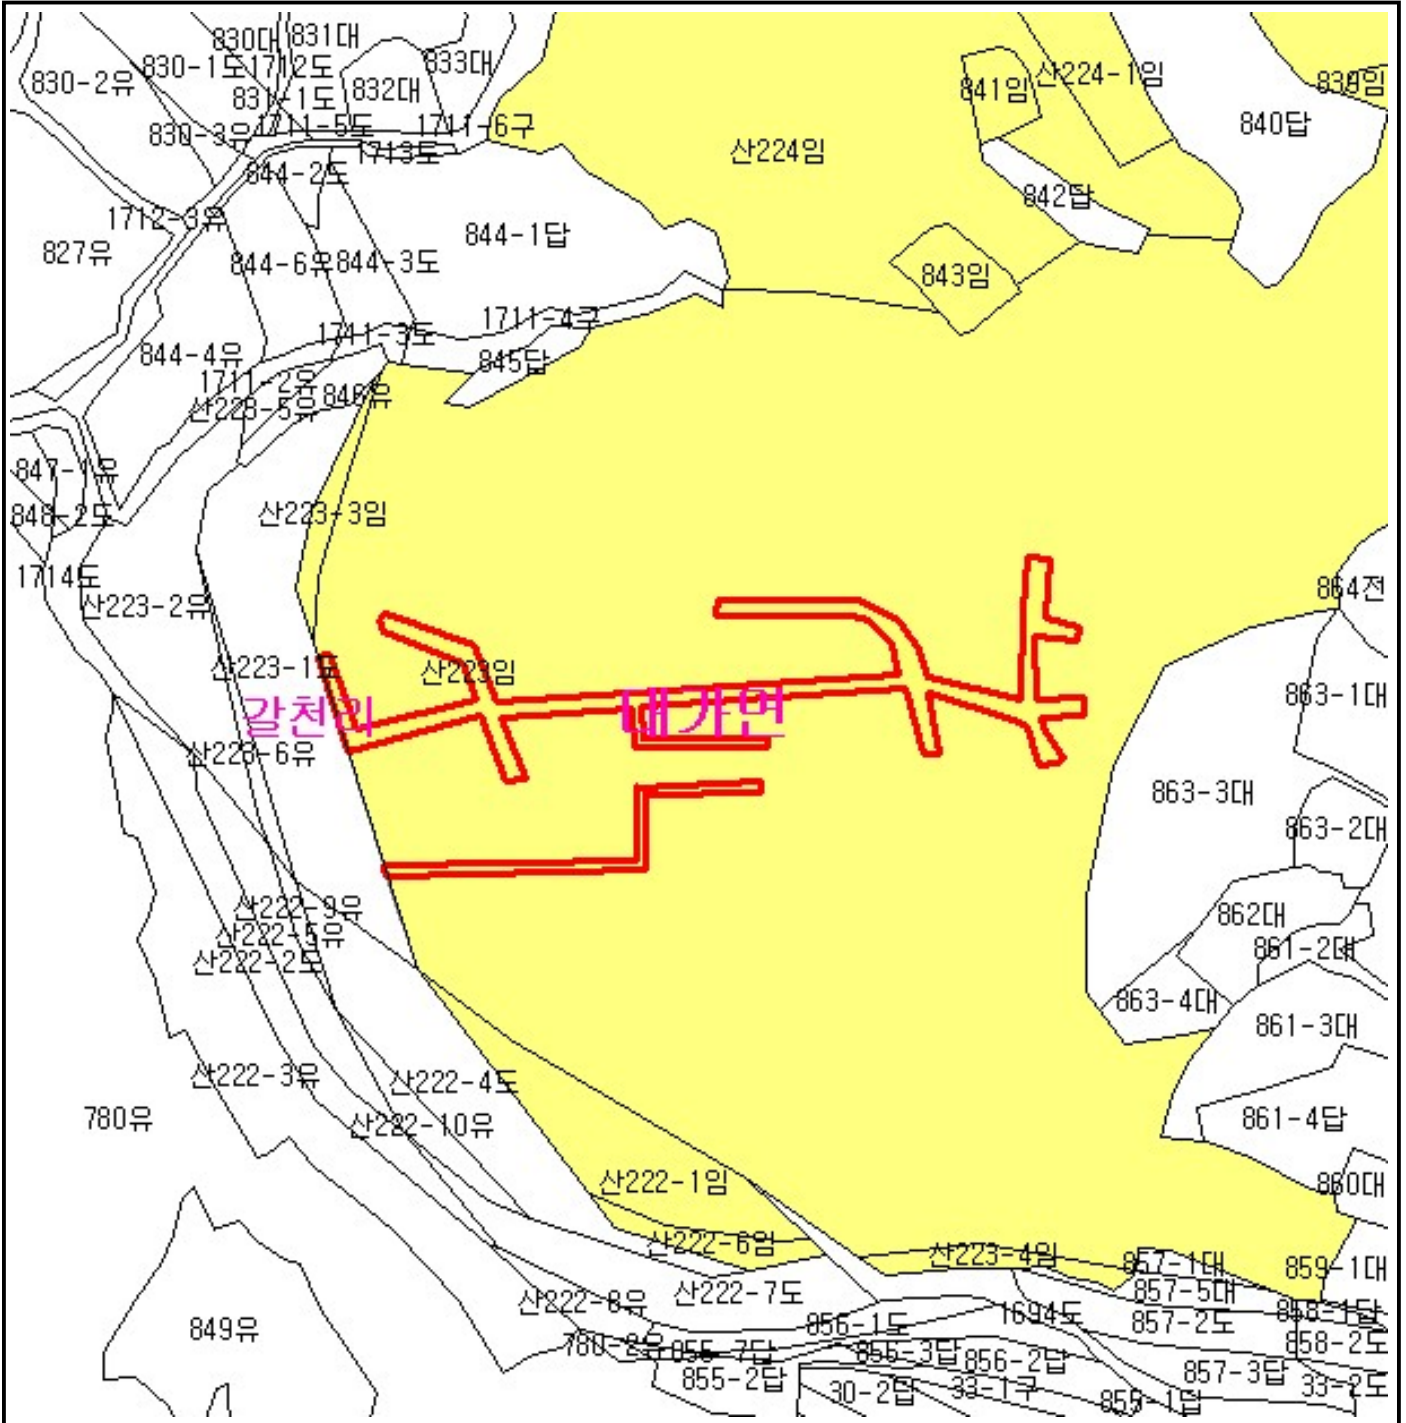 830대
831대
833대
830-1도
1712도
830-2유
832대
831-1도
841임
산224-1임
839임
830-3유
1711-5도
1711-6구
840답
1713도
산224임
844-2도
842답
1712-3유
844-1답
827유
844-6유
844-3도
843임
1711-3도
1711-4구
844-4유
845답
1711-2유
846유
산223-5유
847-1유
848-2도
산223-3임
1714도
864전
산223-2유
산223-1도
산223임
863-1대
갈천리
대가면
산223-6유
863-3대
863-2대
산222-9유
862대
산222-5유
861-2대
산222-2도
863-4대
861-3대
산222-3유
산222-4도
780유
산222-10유
861-4답
산222-1임
860대
산222-6임
산223-4임
857-1대
859-1대
857-5대
산222-8유
산222-7도
1694도
858-1답
849유
856-1도
857-2도
780-2유
858-2도
856-3답
856-2답
855-2답
857-3답
30-2답
33-1구
33-2도
855-1답